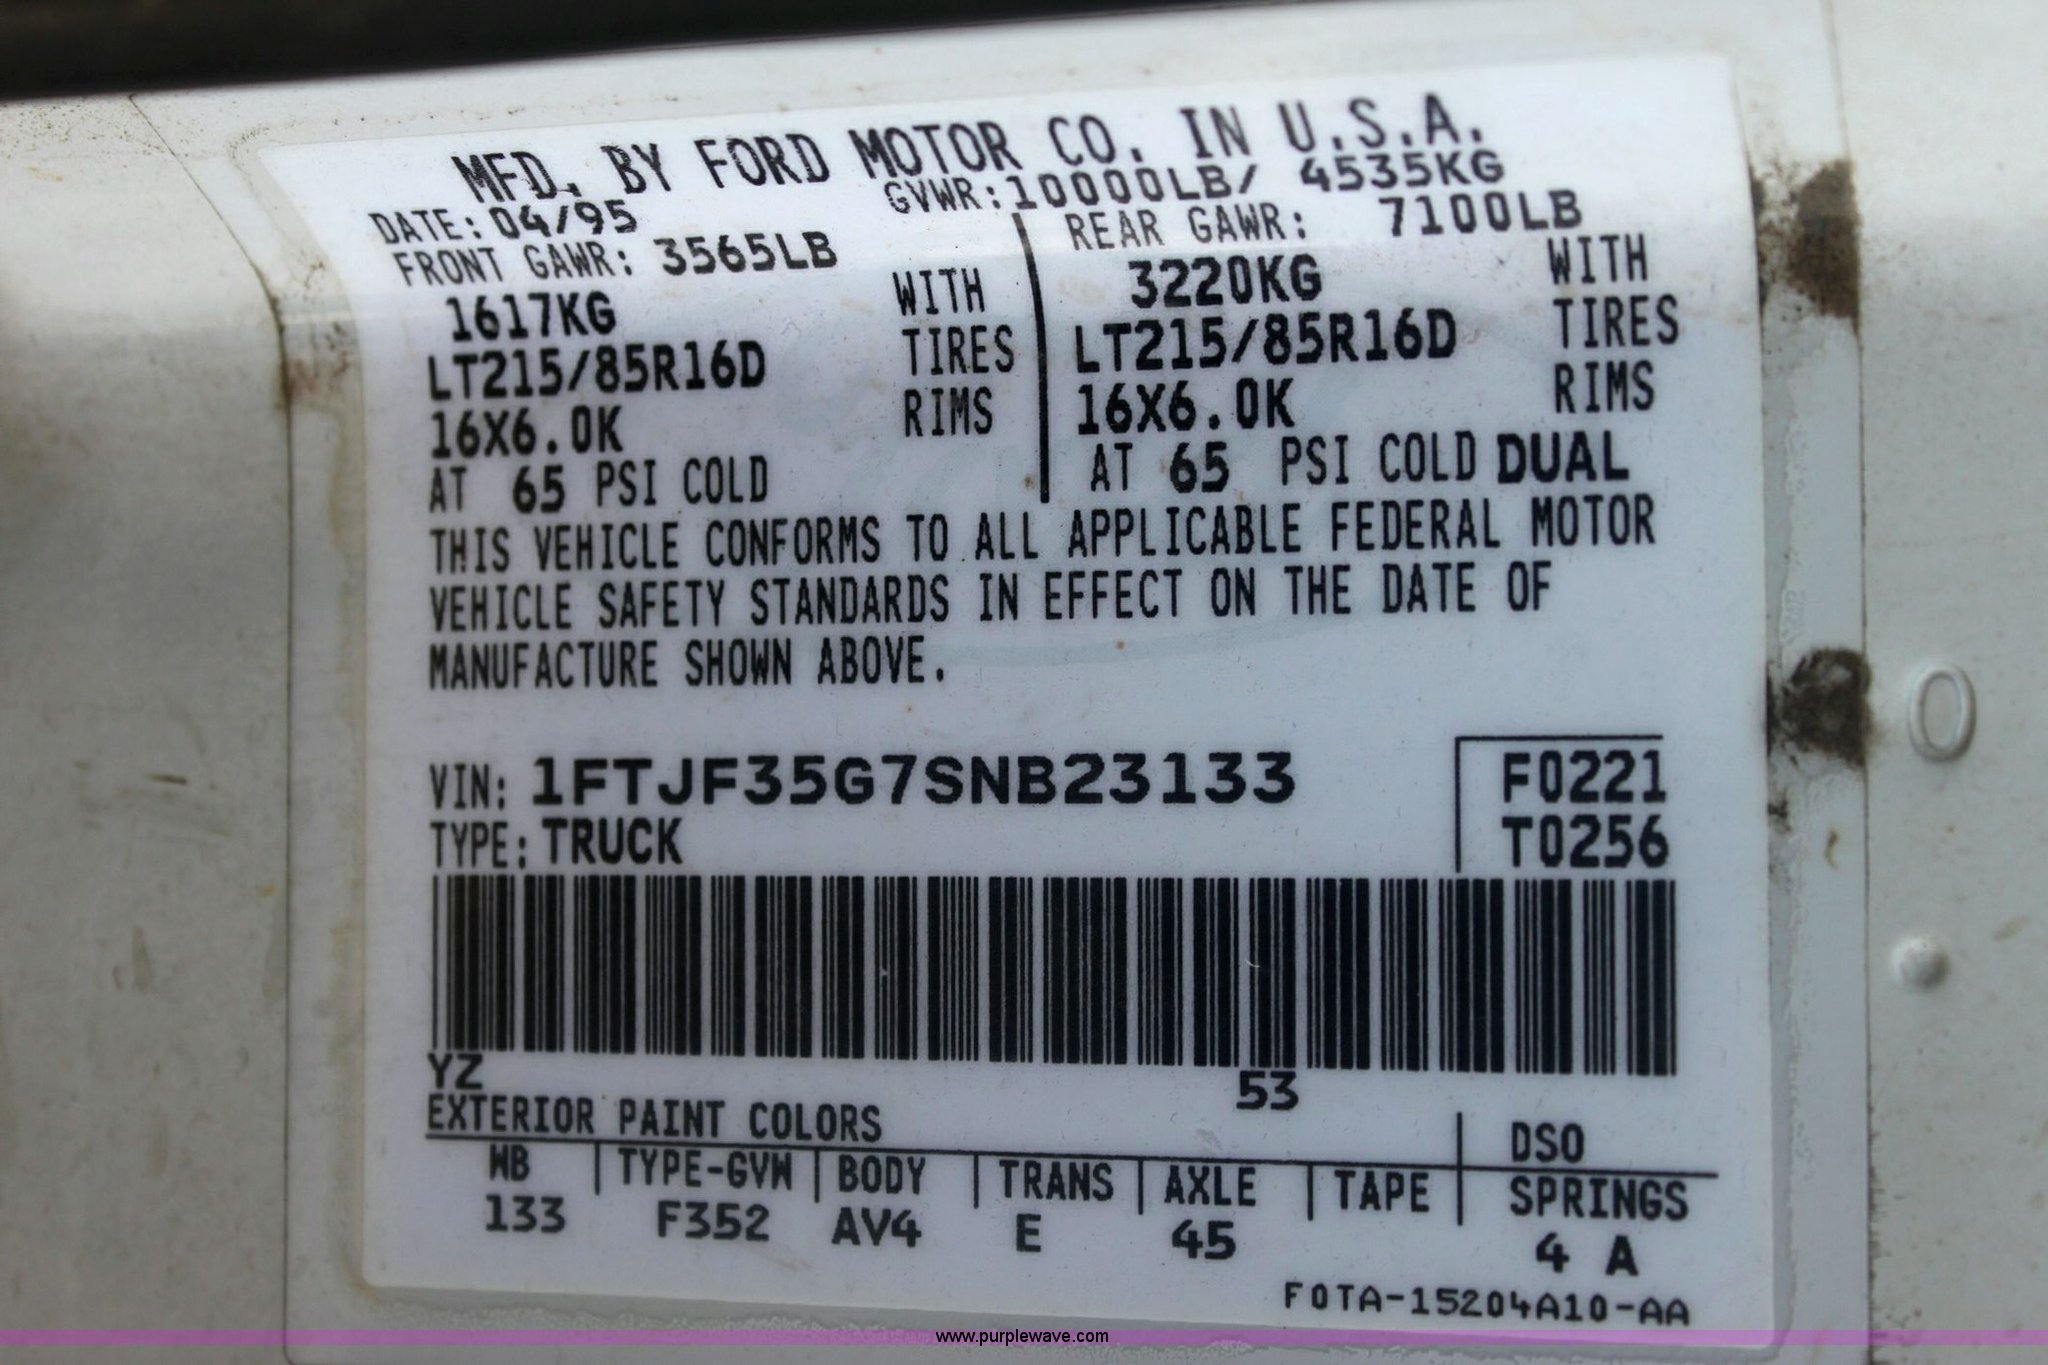 MFD. BY FORD MOTOR CO. IN U.S.A.
DATE: 04/95 GVWR: 10000LB/ 4535KG
FRONT GAWR: 3565LB REAR GAWR: 7100LB
1617KG WITH 3220KG WITH
LT215/85R16D TIRES LT215/85R16D TIRES
16X6.0K RIMS 16X6.0K RIMS
AT 65 PSI COLD AT 65 PSI COLD DUAL
THIS VEHICLE CONFORMS TO ALL APPLICABLE FEDERAL MOTOR
VEHICLE SAFETY STANDARDS IN EFFECT ON THE DATE OF
MANUFACTURE SHOWN ABOVE.
0
VIN: 1FTJF35G7SNB23133 F0221
TYPE: TRUCK T0256
YZ 53
EXTERIOR PAINT COLORS DSO
WB TYPE-GVW BODY TRANS AXLE TAPE SPRINGS
133 F352 AV4 E 45 4 A
F0TA-15204A10-AA
www.purplewave.com